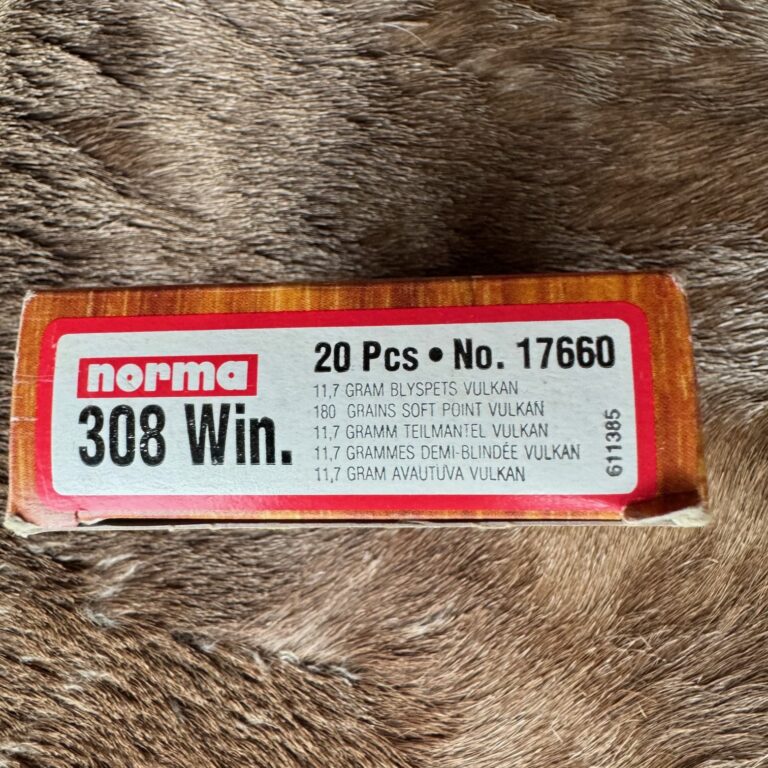 norma
308 Win.
20 Pcs • No. 17660
11,7 GRAM BLYSPETS VULKAN
180 GRAINS SOFT POINT VULKAN
11,7 GRAMM TEILMANTEL VULKAN
11,7 GRAMMES DEMI-BLINDÉE VULKAN
11,7 GRAM AVAUTUVA VULKAN
611385